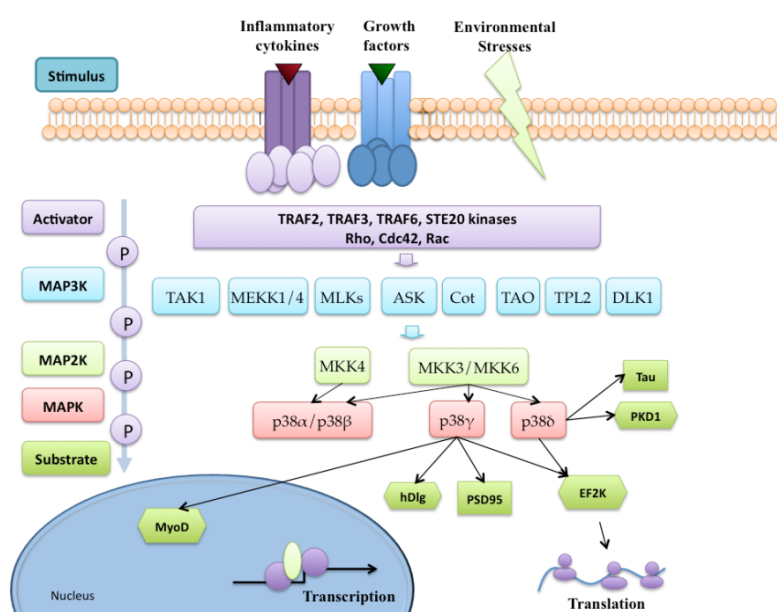 Inflammatory
cytokines
Growth
factors
Environmental
Stresses
Stimulus
Activator
TRAF2, TRAF3, TRAF6, STE20 kinases
Rho, Cdc42, Rac
P
MAP3K
TAK1
MEKK1/4
MLKs
ASK
Cot
TAO
TPL2
DLK1
P
MAP2K
MKK4
MKK3/MKK6
P
Tau
MAPK
p38α/p38β
p38γ
p38δ
PKD1
P
Substrate
hDlg
PSD95
EF2K
MyoD
Nucleus
Transcription
Translation